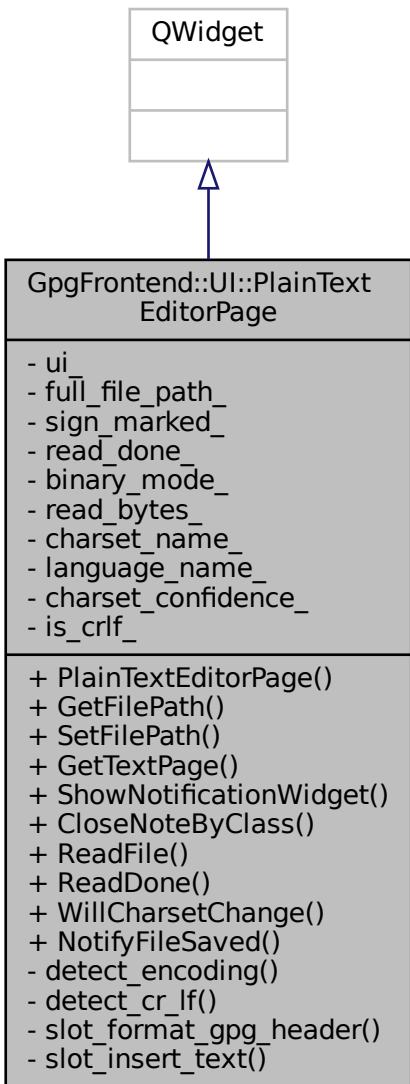 QWidget
GpgFrontend::UI::PlainText
EditorPage
- ui_
- full_file_path_
- sign_marked_
- read_done_
- binary_mode_
- read_bytes_
- charset_name_
- language_name_
- charset_confidence_
- is_crlf_
+ PlainTextEditorPage()
+ GetFilePath()
+ SetFilePath()
+ GetTextPage()
+ ShowNotificationWidget()
+ CloseNoteByClass()
+ ReadFile()
+ ReadDone()
+ WillCharsetChange()
+ NotifyFileSaved()
- detect_encoding()
- detect_cr_lf()
- slot_format_gpg_header()
- slot_insert_text()